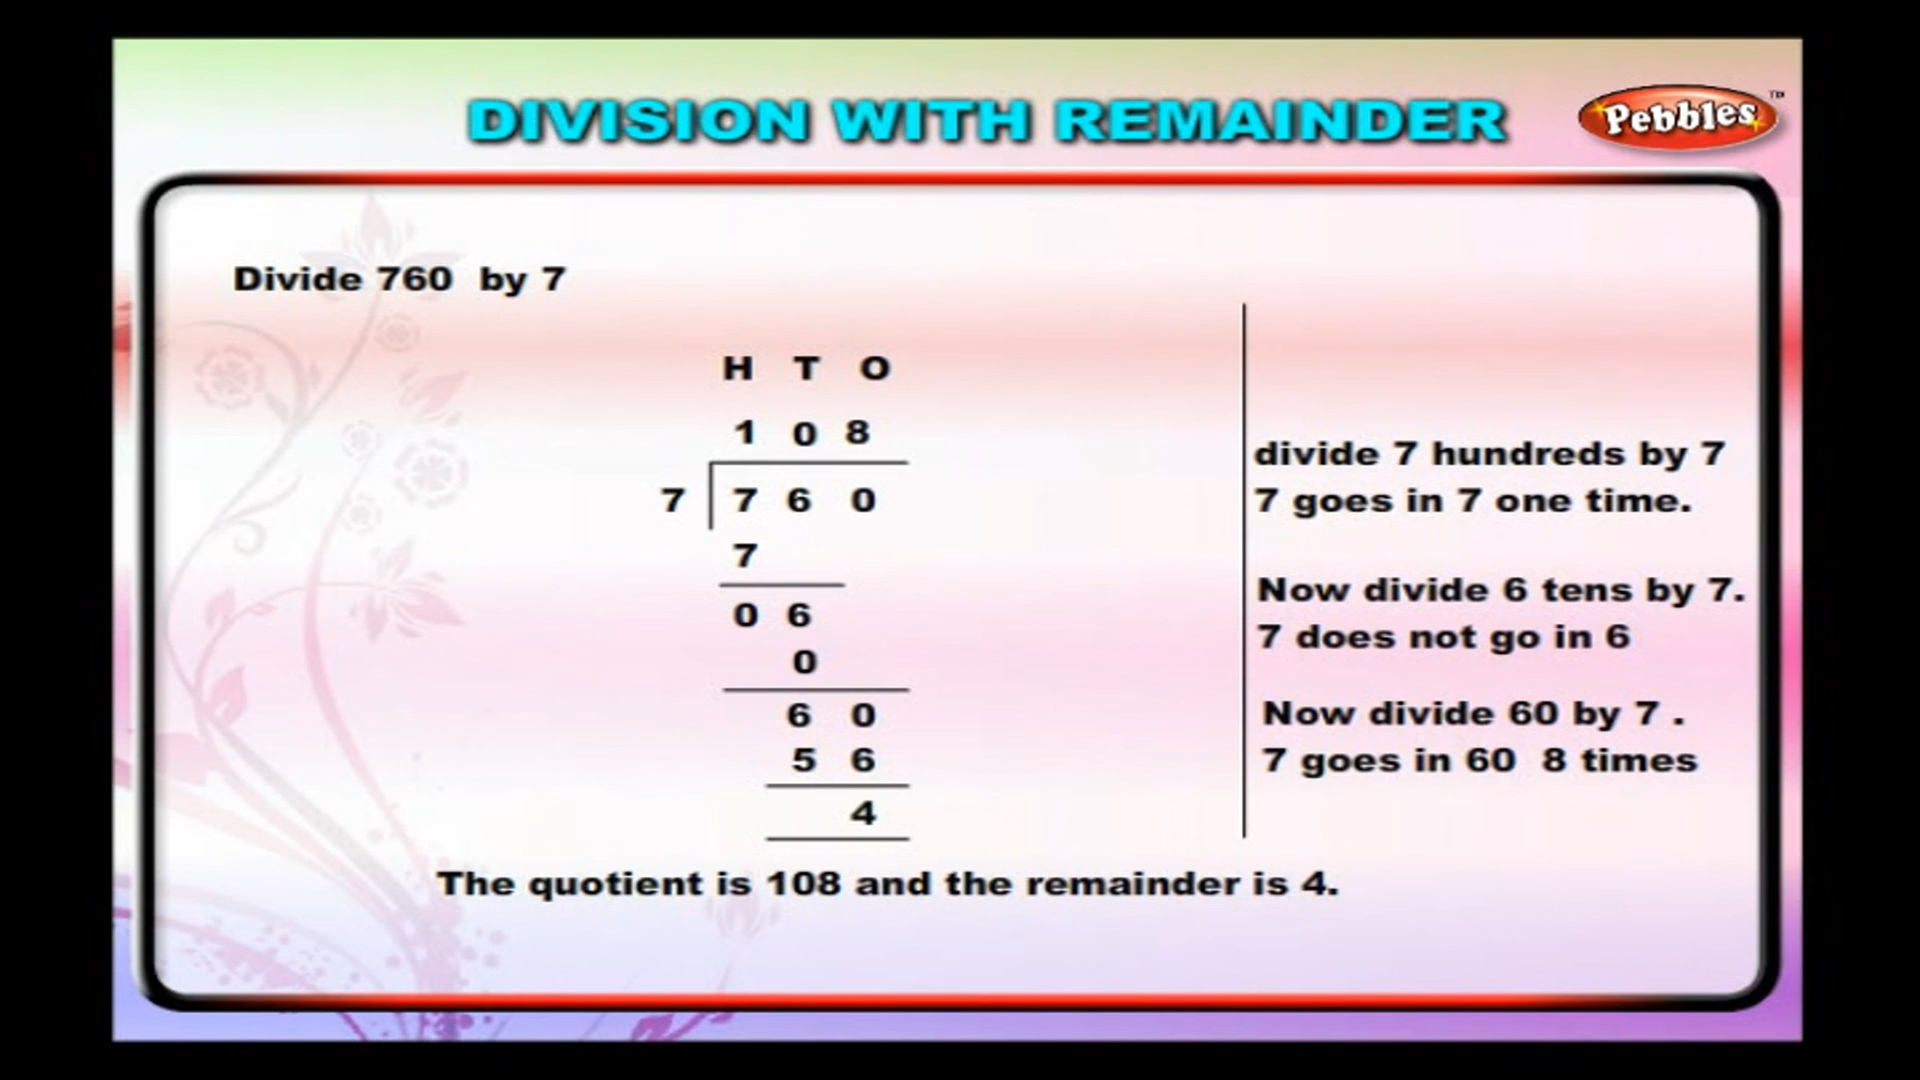 DIVISION WITH REMAINDER
Pebbles™
Divide 760 by 7
H T O
1 0 8
7 7 6 0
7
0 6
0
6 0
5 6
4
divide 7 hundreds by 7
7 goes in 7 one time.
Now divide 6 tens by 7.
7 does not go in 6
Now divide 60 by 7 .
7 goes in 60 8 times
The quotient is 108 and the remainder is 4.